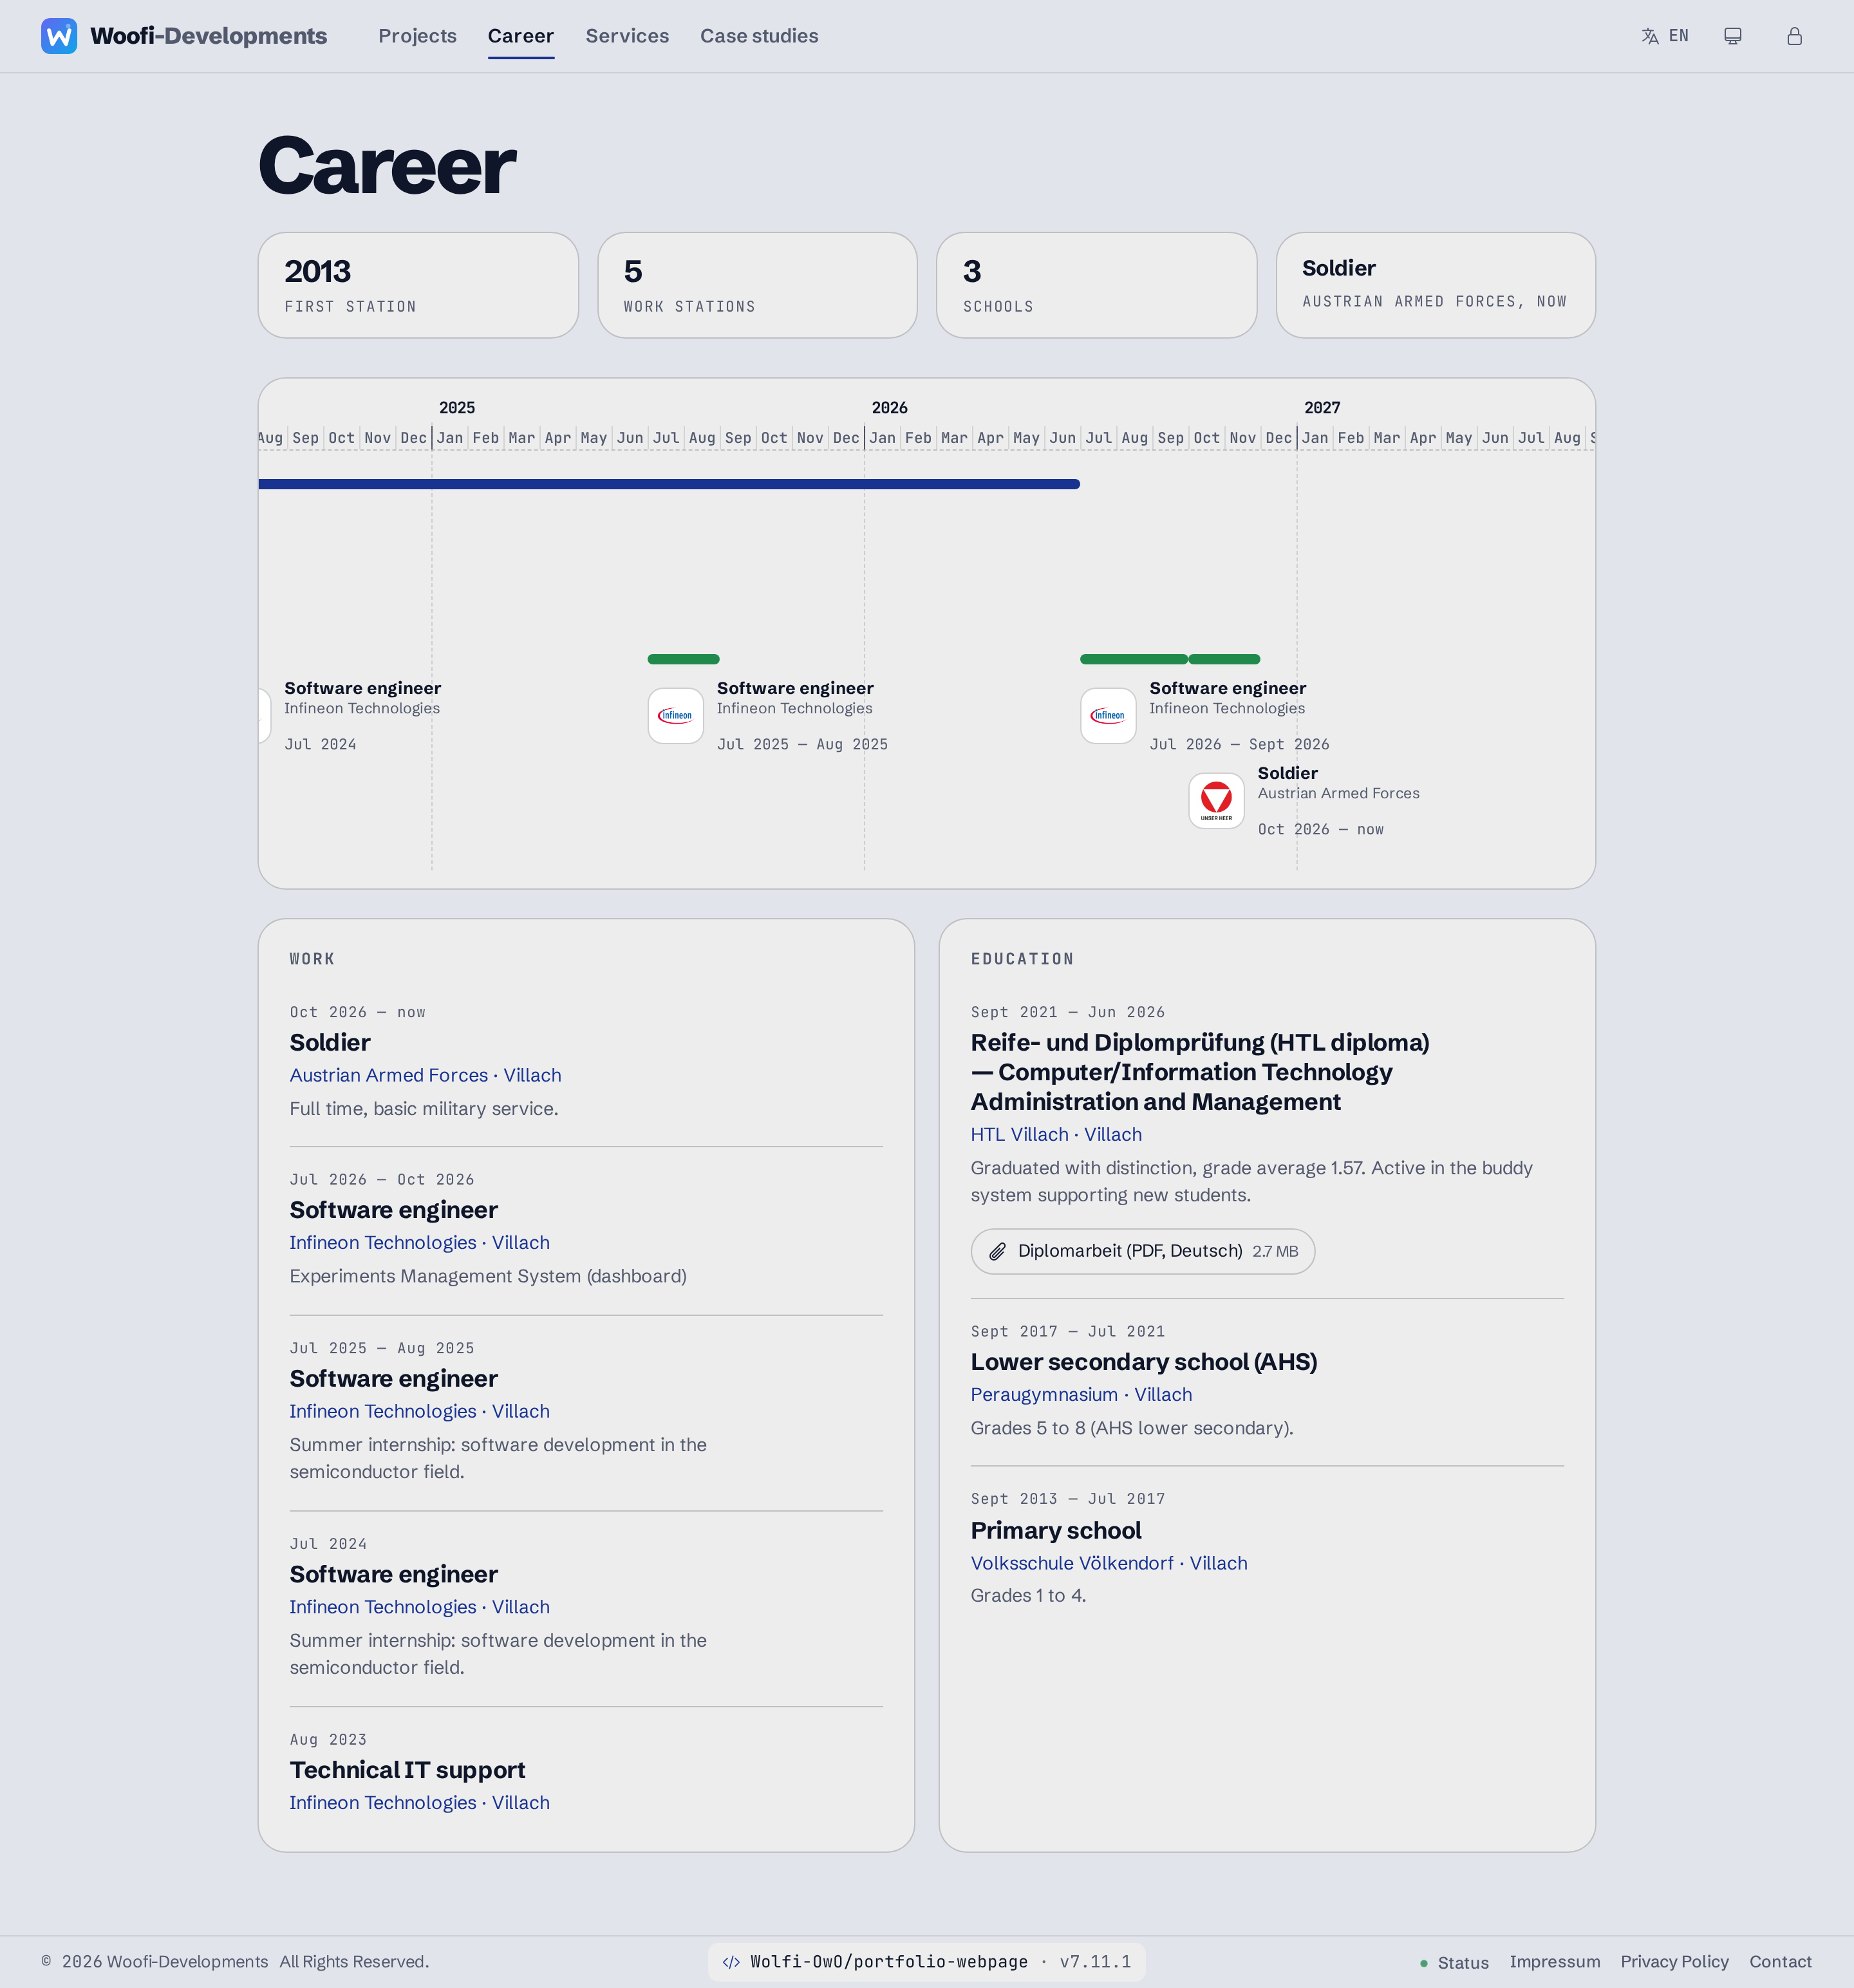 W Woofi-Developments Projects Career Services Case studies EN
Career
2013
FIRST STATION
5
WORK STATIONS
3
SCHOOLS
Soldier
AUSTRIAN ARMED FORCES, NOW
2025 2026 2027
Aug Sep Oct Nov Dec Jan Feb Mar Apr May Jun Jul Aug Sep Oct Nov Dec Jan Feb Mar Apr May Jun Jul Aug Sep Oct Nov Dec Jan Feb Mar Apr May Jun Jul Aug S
Software engineer
Infineon Technologies
Jul 2024
infineon
Software engineer
Infineon Technologies
Jul 2025 — Aug 2025
infineon
Software engineer
Infineon Technologies
Jul 2026 — Sept 2026
UNSER HEER
Soldier
Austrian Armed Forces
Oct 2026 — now
WORK
Oct 2026 — now
Soldier
Austrian Armed Forces · Villach
Full time, basic military service.
Jul 2026 — Oct 2026
Software engineer
Infineon Technologies · Villach
Experiments Management System (dashboard)
Jul 2025 — Aug 2025
Software engineer
Infineon Technologies · Villach
Summer internship: software development in the
semiconductor field.
Jul 2024
Software engineer
Infineon Technologies · Villach
Summer internship: software development in the
semiconductor field.
Aug 2023
Technical IT support
Infineon Technologies · Villach
EDUCATION
Sept 2021 — Jun 2026
Reife- und Diplomprüfung (HTL diploma)
— Computer/Information Technology
Administration and Management
HTL Villach · Villach
Graduated with distinction, grade average 1.57. Active in the buddy
system supporting new students.
Diplomarbeit (PDF, Deutsch) 2.7 MB
Sept 2017 — Jul 2021
Lower secondary school (AHS)
Peraugymnasium · Villach
Grades 5 to 8 (AHS lower secondary).
Sept 2013 — Jul 2017
Primary school
Volksschule Völkendorf · Villach
Grades 1 to 4.
© 2026 Woofi-Developments All Rights Reserved. Wolfi-OwO/portfolio-webpage · v7.11.1 Status Impressum Privacy Policy Contact